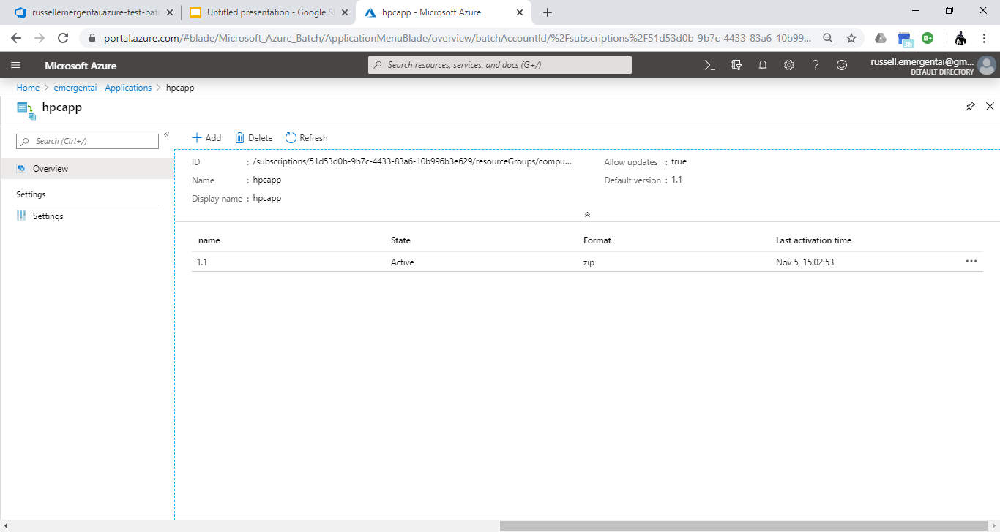 russellemergentai.azure-test-batc
Untitled presentation - Google Sl
hpcapp - Microsoft Azure
portal.azure.com/#blade/Microsoft_Azure_Batch/ApplicationMenuBlade/overview/batchAccountId/%2Fsubscriptions%2F51d53d0b-9b7c-4433-83a6-10b99...
3h
B+
Microsoft Azure
Search resources, services, and docs (G+/)
russell.emergentai@gm...
DEFAULT DIRECTORY
Home > emergentai - Applications > hpcapp
hpcapp
Search (Ctrl+/)
«
Add
Delete
Refresh
Overview
Settings
Settings
ID : /subscriptions/51d53d0b-9b7c-4433-83a6-10b996b3e629/resourceGroups/compu...
Allow updates : true
Name : hpcapp
Default version : 1.1
Display name : hpcapp
name State Format Last activation time
1.1 Active zip Nov 5, 15:02:53